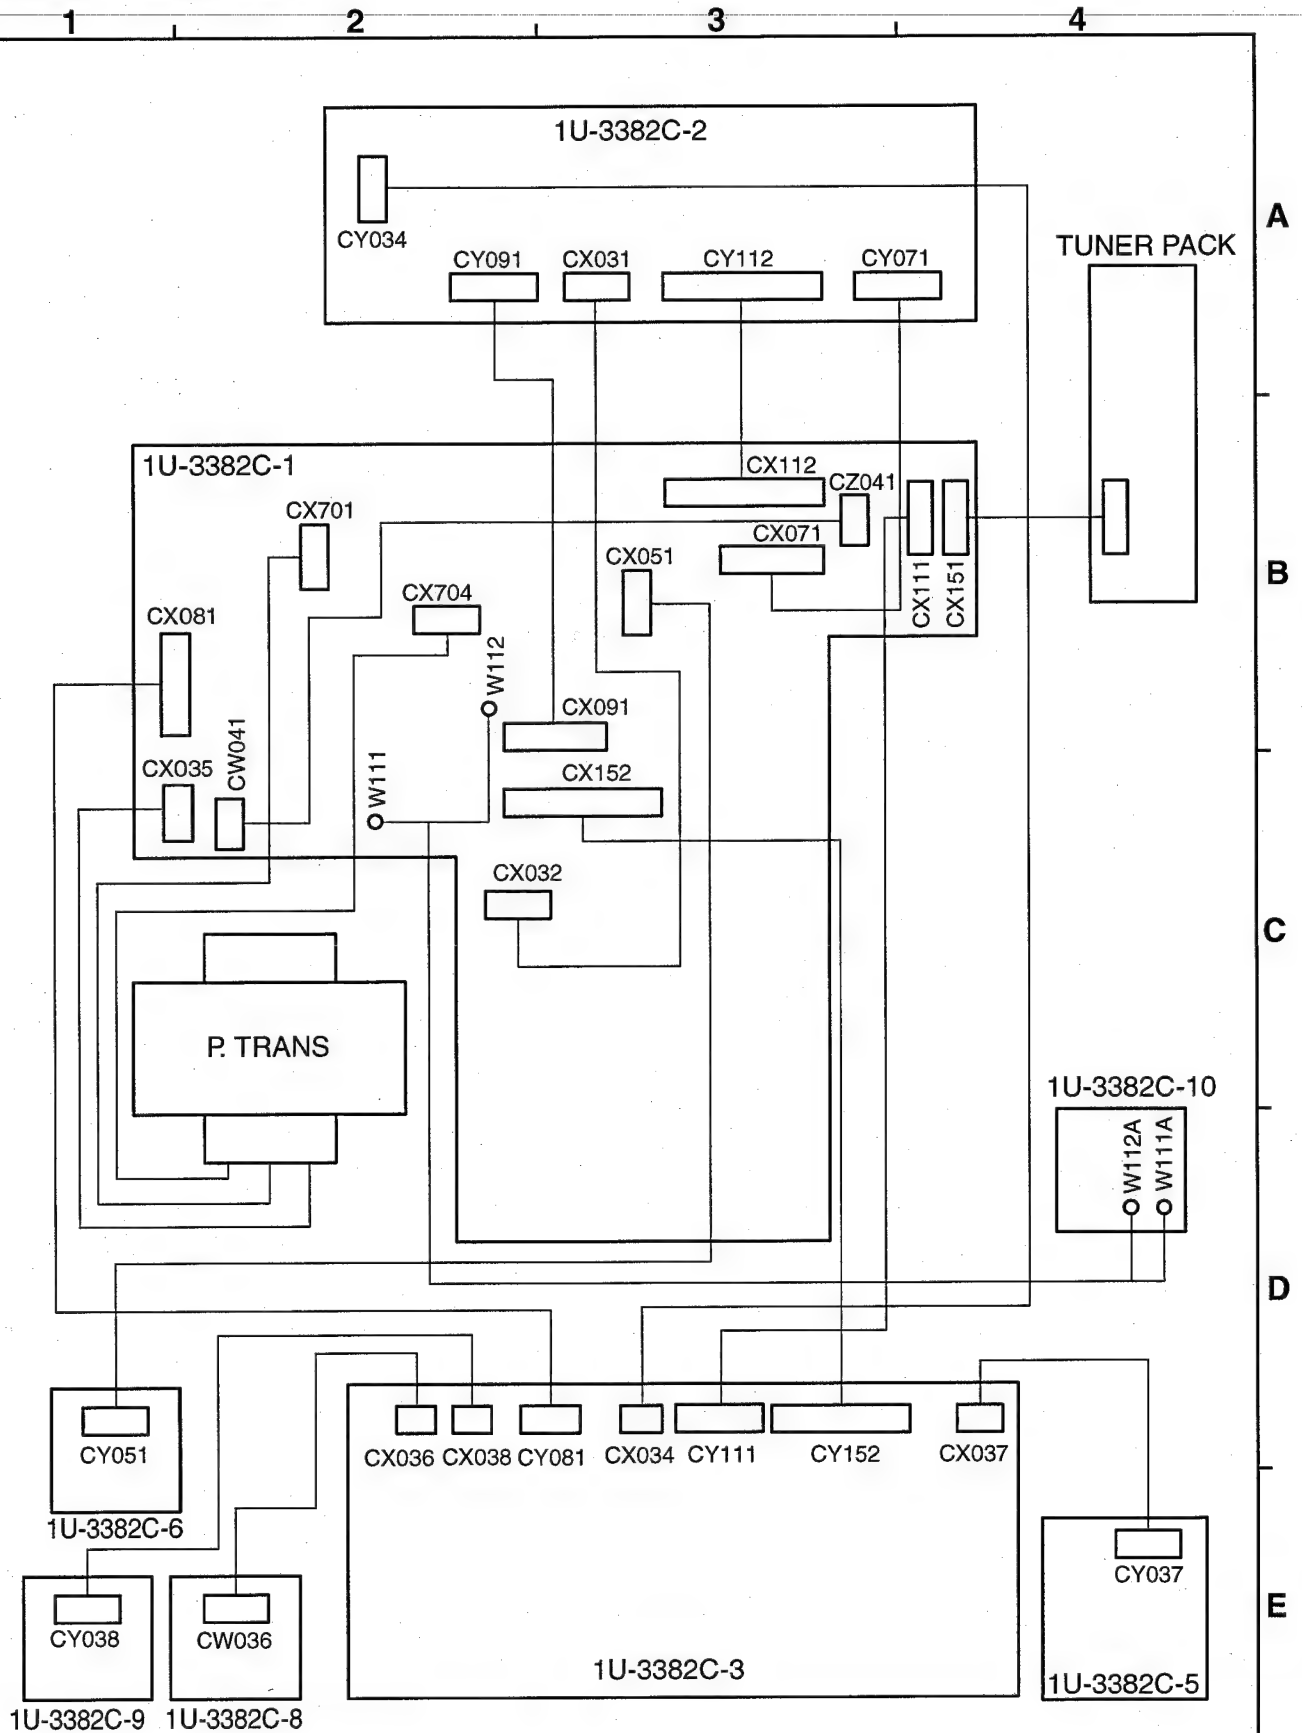 1 2 3 4
1U-3382C-2
A
CY034
TUNER PACK
CY091 CX031 CY112 CY071
1U-3382C-1
CX112
CZ041
CX701
CX071
CX051
B
CX111
CX151
CX704
CX081
W112
CX091
CW041
W111
CX035
CX152
CX032
C
P. TRANS
1U-3382C-10
W112A
W111A
D
CY051
CX036 CX038 CY081 CX034 CY111 CY152 CX037
1U-3382C-6
CY037
E
CY038
CW036
1U-3382C-3
1U-3382C-5
1U-3382C-9 1U-3382C-8